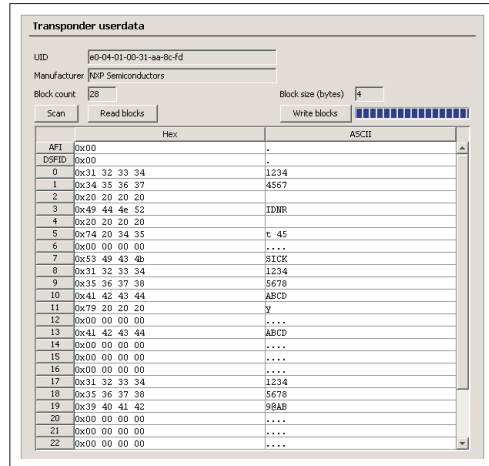 Transponder userdata
UID e0-04-01-00-31-aa-8c-fd
Manufacturer NXP Semiconductors
Block count 28 Block size (bytes) 4
Scan Read blocks Write blocks
Hex ASCII
AFI 0x00 .
DSFID 0x00 .
0 0x31 32 33 34 1234
1 0x34 35 36 37 4567
2 0x20 20 20 20
3 0x49 44 4e 52 IDNR
4 0x20 20 20 20
5 0x74 20 34 35 t 45
6 0x00 00 00 00 ....
7 0x53 49 43 4b SICK
8 0x31 32 33 34 1234
9 0x35 36 37 38 5678
10 0x41 42 43 44 ABCD
11 0x79 20 20 20 y
12 0x00 00 00 00 ....
13 0x41 42 43 44 ABCD
14 0x00 00 00 00 ....
15 0x00 00 00 00 ....
16 0x00 00 00 00 ....
17 0x31 32 33 34 1234
18 0x35 36 37 38 5678
19 0x39 40 41 42 9@AB
20 0x00 00 00 00 ....
21 0x00 00 00 00 ....
22 0x00 00 00 00 ....